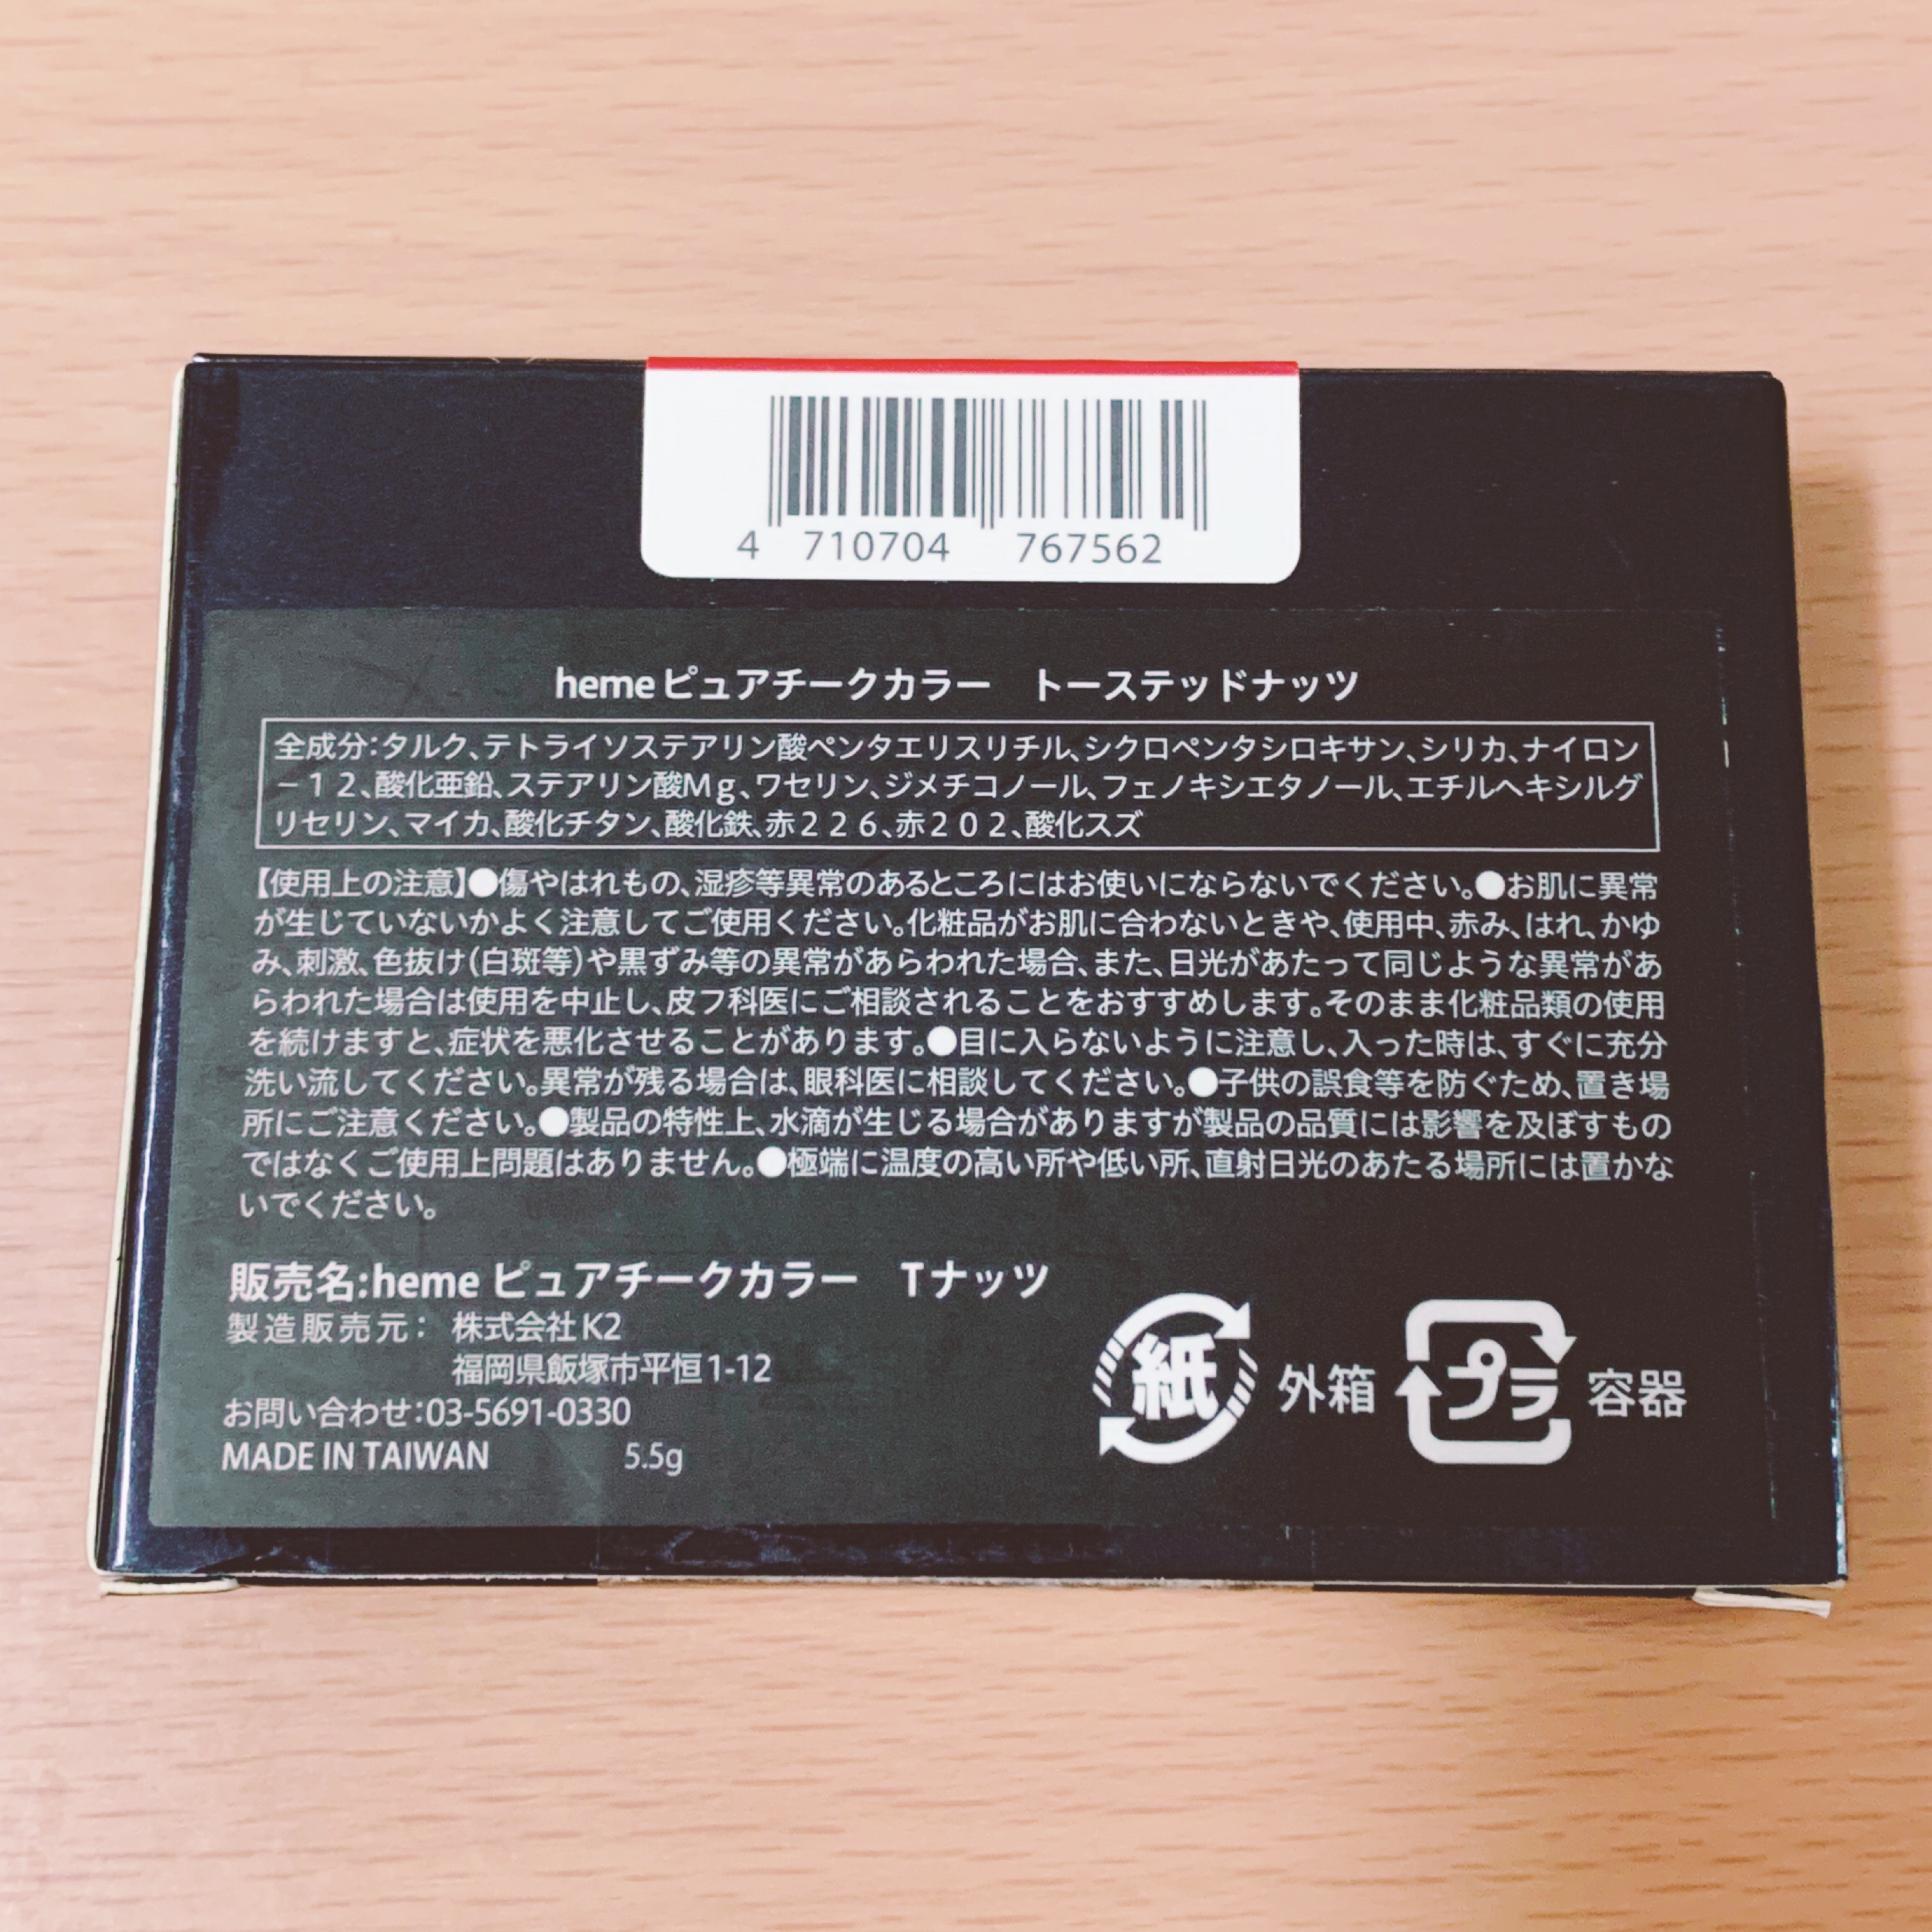 4 710704 767562
heme ピュアチークカラー　トーステッドナッツ
全成分:タルク、テトライソステアリン酸ペンタエリスリチル、シクロペンタシロキサン、シリカ、ナイロン
－１２、酸化亜鉛、ステアリン酸Ｍｇ、ワセリン、ジメチコノール、フェノキシエタノール、エチルヘキシルグ
リセリン、マイカ、酸化チタン、酸化鉄、赤２２６、赤２０２、酸化スズ
【使用上の注意】●傷やはれもの、湿疹等異常のあるところにはお使いにならないでください。●お肌に異常
が生じていないかよく注意してご使用ください。化粧品がお肌に合わないときや、使用中、赤み、はれ、かゆ
み、刺激、色抜け(白斑等)や黒ずみ等の異常があらわれた場合、また、日光があたって同じような異常があ
らわれた場合は使用を中止し、皮フ科医にご相談されることをおすすめします。そのまま化粧品類の使用
を続けますと、症状を悪化させることがあります。●目に入らないように注意し、入った時は、すぐに充分
洗い流してください。異常が残る場合は、眼科医に相談してください。●子供の誤食等を防ぐため、置き場
所にご注意ください。●製品の特性上、水滴が生じる場合がありますが製品の品質には影響を及ぼすもの
ではなくご使用上問題はありません。●極端に温度の高い所や低い所、直射日光のあたる場所には置かな
いでください。
販売名:heme ピュアチークカラー　Tナッツ
製造販売元： 株式会社K2
福岡県飯塚市平恒1-12
お問い合わせ:03-5691-0330
MADE IN TAIWAN 5.5g
紙 外箱 プラ 容器